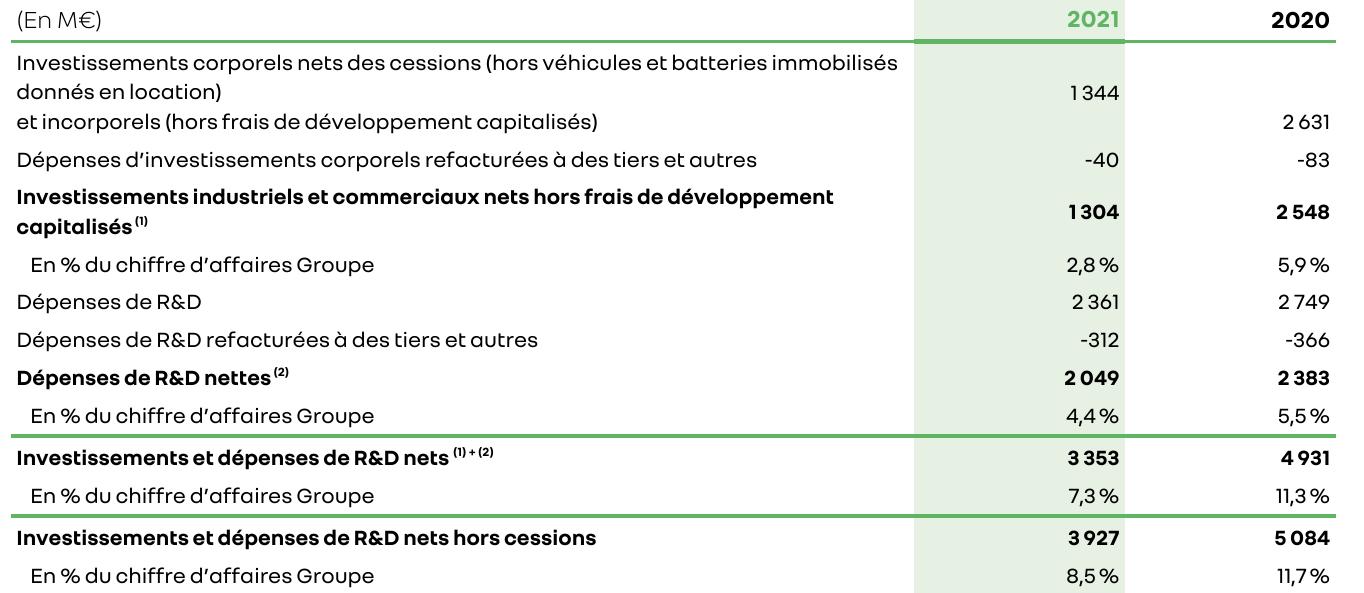 (En M€) 2021 2020
Investissements corporels nets des cessions (hors véhicules et batteries immobilisés
donnés en location) 1 344
et incorporels (hors frais de développement capitalisés) 2 631
Dépenses d’investissements corporels refacturées à des tiers et autres -40 -83
Investissements industriels et commerciaux nets hors frais de développement
capitalisés (1) 1 304 2 548
En % du chiffre d’affaires Groupe 2,8 % 5,9 %
Dépenses de R&D 2 361 2 749
Dépenses de R&D refacturées à des tiers et autres -312 -366
Dépenses de R&D nettes (2) 2 049 2 383
En % du chiffre d’affaires Groupe 4,4 % 5,5 %
Investissements et dépenses de R&D nets (1) + (2) 3 353 4 931
En % du chiffre d’affaires Groupe 7,3 % 11,3 %
Investissements et dépenses de R&D nets hors cessions 3 927 5 084
En % du chiffre d’affaires Groupe 8,5 % 11,7 %